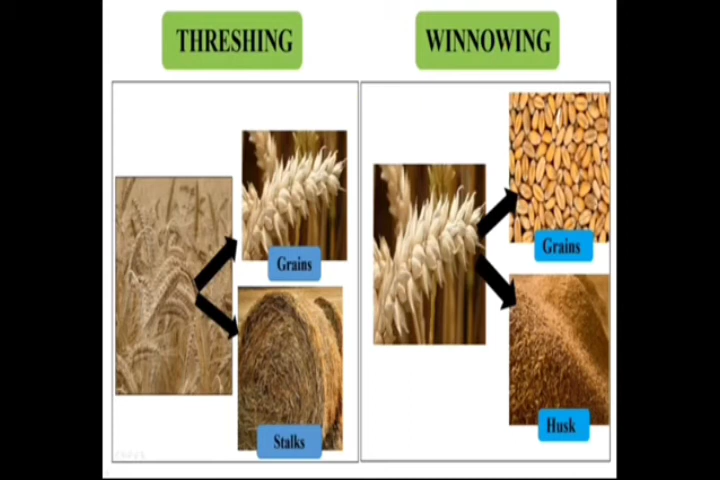 THRESHING
WINNOWING
Grains
Stalks
Grains
Husk